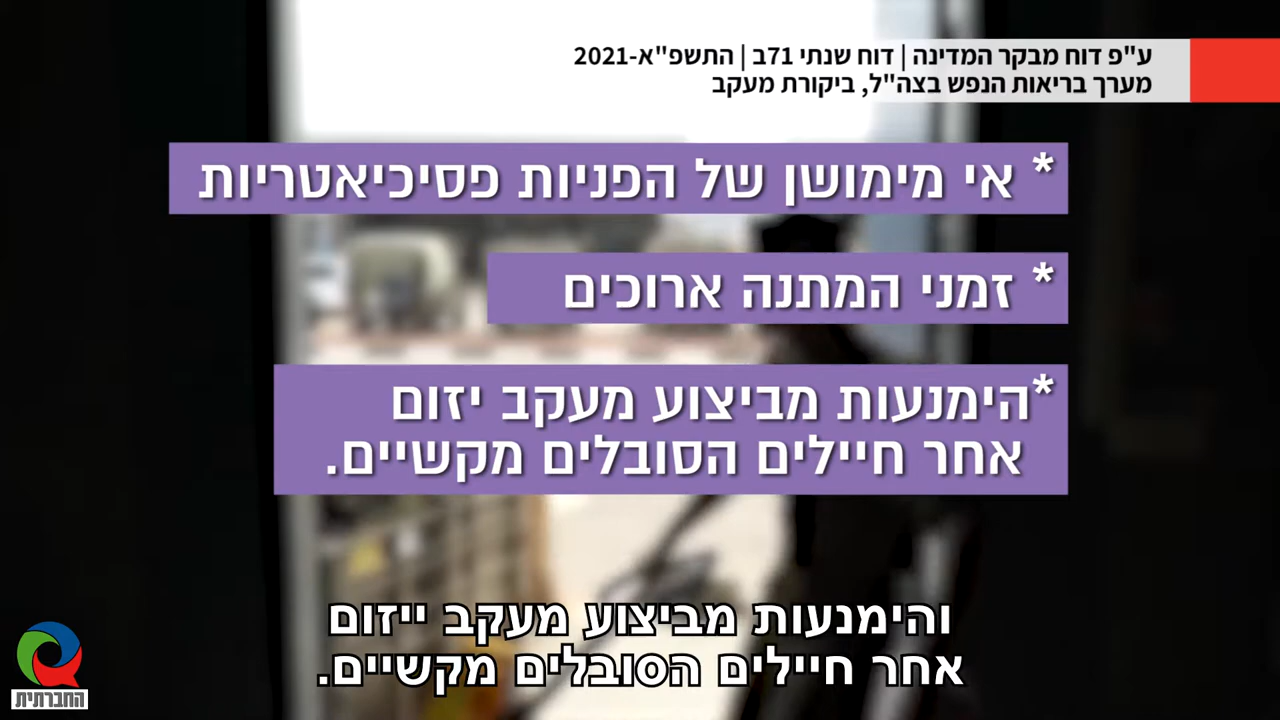 ע"פ דוח מבקר המדינה | דוח שנתי 71ב | התשפ"א-2021
מערך בריאות הנפש בצה"ל, ביקורת מעקב
* אי מימושן של הפניות פסיכיאטריות
* זמני המתנה ארוכים
*הימנעות מביצוע מעקב יזום
אחר חיילים הסובלים מקשיים.
והימנעות מביצוע מעקב ייזום
אחר חיילים הסובלים מקשיים.
החברתית